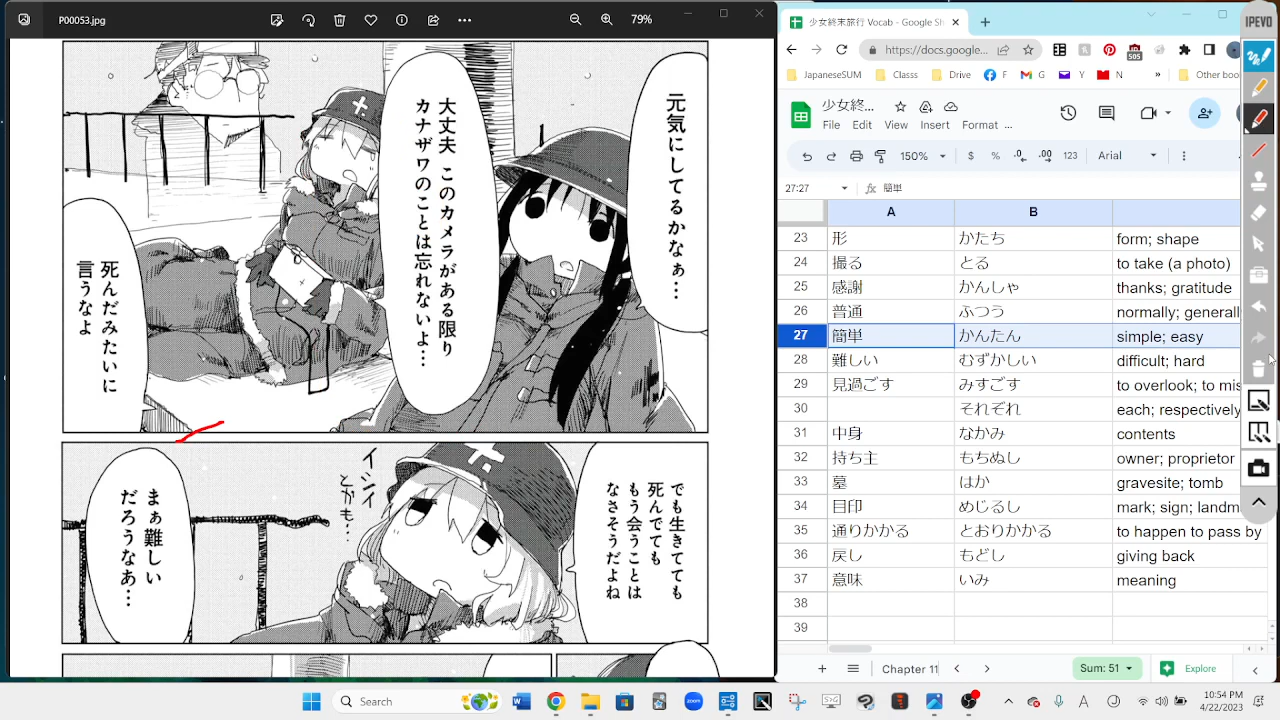 P00053.jpg
79%
元気にしてるかなぁ…
大丈夫 このカメラがある限り
カナザワのことは忘れないよ…
死んだみたいに
言うなよ
でも生きてても
死んでても
もう会うことは
なさそうだよね
イシイ
とかも…
まぁ難しい
だろうなあ…
少女終末旅行 Vocab - Google Sh
https://docs.google...
JapaneseSUM
Classs
Drive
F
G
Y
N
»
Other boo
少女終...
File Edit View Insert Format ...
150%
$ % .0 .00 123 Arial
27:27
簡単
A B
23 形 かたち form; shape
24 撮る とる to take (a photo)
25 感謝 かんしゃ thanks; gratitude
26 普通 ふつう normally; generall
27 簡単 かんたん simple; easy
28 難しい むずかしい difficult; hard
29 見過ごす みすごす to overlook; to mis
30 それぞれ each; respectively
31 中身 なかみ contents
32 持ち主 もちぬし owner; proprietor
33 墓 はか gravesite; tomb
34 目印 めじるし mark; sign; landm
35 通りかかる とおりかかる to happen to pass by
36 戻し もどし giving back
37 意味 いみ meaning
38
39
Chapter 11
Sum: 51
Explore
IPEVO
Search
zoom
A
10:30 PM
4/22/2023